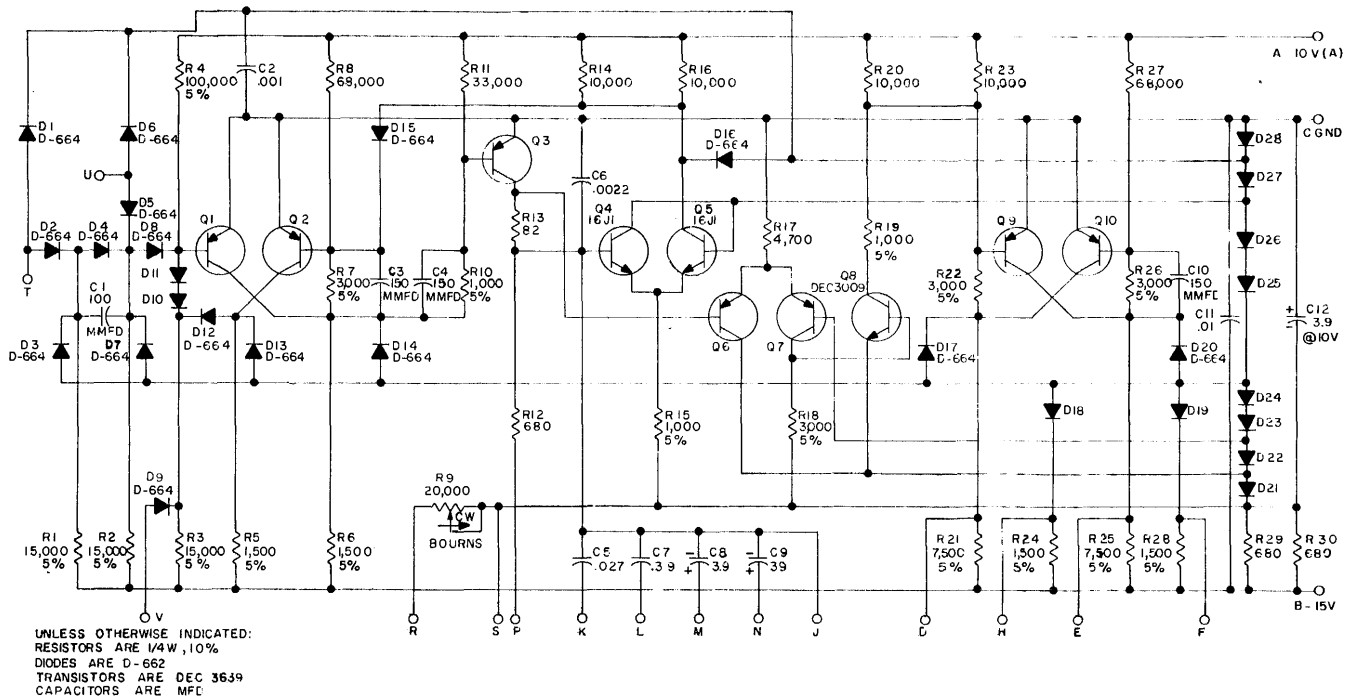 A 10V(A)
R4
100,000
5%
C2
.001
R8
68,000
R11
33,000
R14
10,000
R16
10,000
R20
10,000
R23
10,000
R27
68,000
D1
D-664
D6
D-664
D15
D-664
Q3
D16
D-664
C GND
D28
D27
U
D5
D-664
C6
.0022
D2
D-664
D4
D-664
D8
D-664
Q1
Q2
R13
82
Q4
16J1
Q5
16J1
R17
4,700
R19
1,000
5%
Q9
Q10
D26
D25
T
D11
D10
R7
3,000
5%
C3
150
MMFD
C4
150
MMFD
R10
1,000
5%
Q8
DEC3009
R22
3,000
5%
R26
3,000
5%
C10
150
MMFD
C1
100
MMFD
D12
D-664
C11
.01
C12
3.9
@10V
D3
D-664
D7
D-664
D13
D-664
D14
D-664
Q6
Q7
D17
D-664
D20
D-664
R12
680
R15
1,000
5%
R18
3,000
5%
D18
D19
D24
D23
D22
D21
D9
D-664
R9
20,000
CW
BOURNS
R1
15,000
5%
R2
15,000
5%
R3
15,000
5%
R5
1,500
5%
R6
1,500
5%
C5
.027
C7
.39
C8
3.9
C9
39
R21
7,500
5%
R24
1,500
5%
R25
7,500
5%
R28
1,500
5%
R29
680
R30
680
B-15V
V
R
S
P
K
L
M
N
J
D
H
E
F
UNLESS OTHERWISE INDICATED:
RESISTORS ARE 1/4W, 10%
DIODES ARE D-662
TRANSISTORS ARE DEC 3639
CAPACITORS ARE MFD